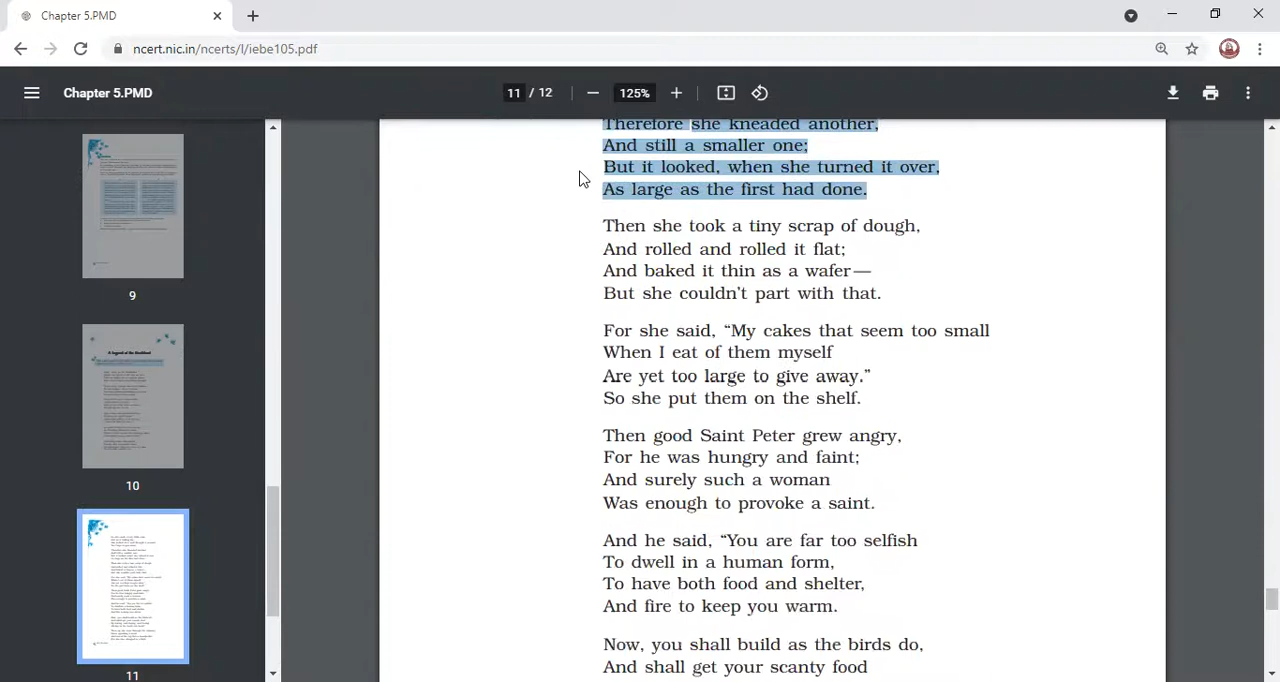 Chapter 5.PMD
ncert.nic.in/ncerts/l/iebe105.pdf
Chapter 5.PMD
11 / 12
125%
Therefore she kneaded another,
And still a smaller one;
But it looked, when she turned it over,
As large as the first had done.
Then she took a tiny scrap of dough,
And rolled and rolled it flat;
And baked it thin as a wafer—
But she couldn't part with that.
For she said, “My cakes that seem too small
When I eat of them myself
Are yet too large to give away.”
So she put them on the shelf.
Then good Saint Peter grew angry,
For he was hungry and faint;
And surely such a woman
Was enough to provoke a saint.
And he said, “You are far too selfish
To dwell in a human form,
To have both food and shelter,
And fire to keep you warm.
Now, you shall build as the birds do,
And shall get your scanty food
9
10
11